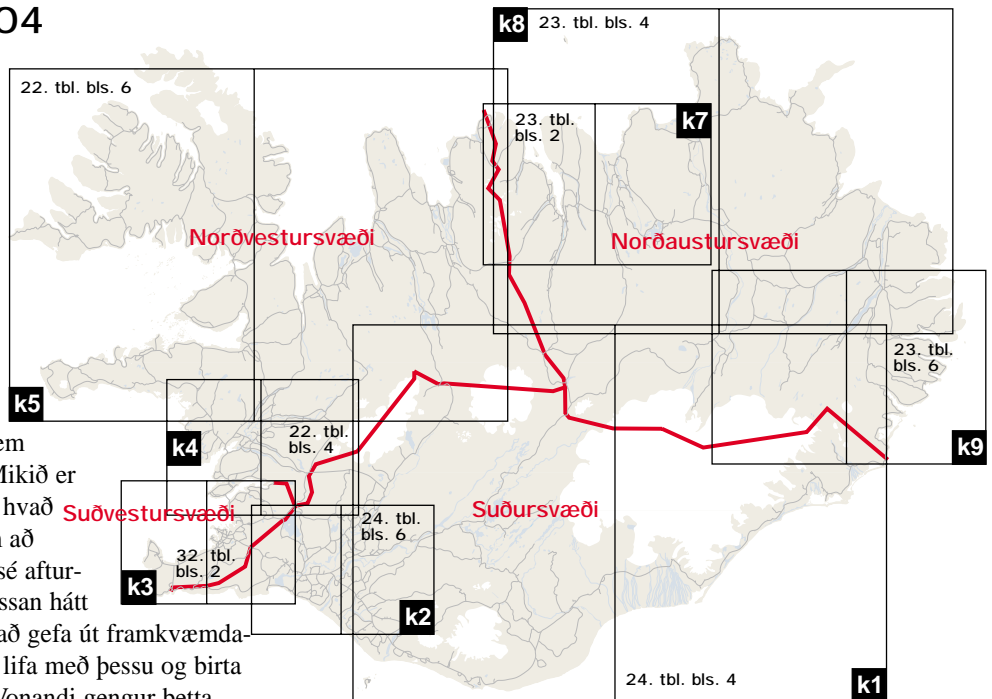 04
k8
23. tbl. bls. 4
22. tbl. bls. 6
23. tbl.
bls. 2
k7
Norðvestursvæði
Norðaustursvæði
23. tbl.
bls. 6
k5
k4
22. tbl.
bls. 4
k9
em
Mikið er
hvað
að
sé aftur-
ssan hátt
að gefa út framkvæmda-
lifa með þessu og birta
Vonandi gengur þetta
Suðvestursvæði
Suðursvæði
24. tbl.
bls. 6
32. tbl.
bls. 2
k3
k2
24. tbl. bls. 4
k1